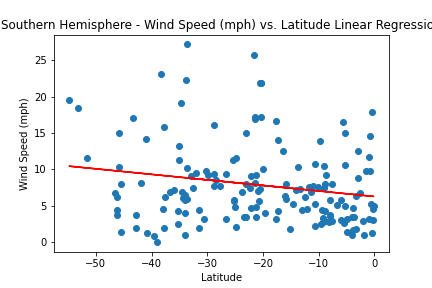 Southern Hemisphere - Wind Speed (mph) vs. Latitude Linear Regressio
25
20
15
10
5
0
Wind Speed (mph)
−50 −40 −30 −20 −10 0
Latitude